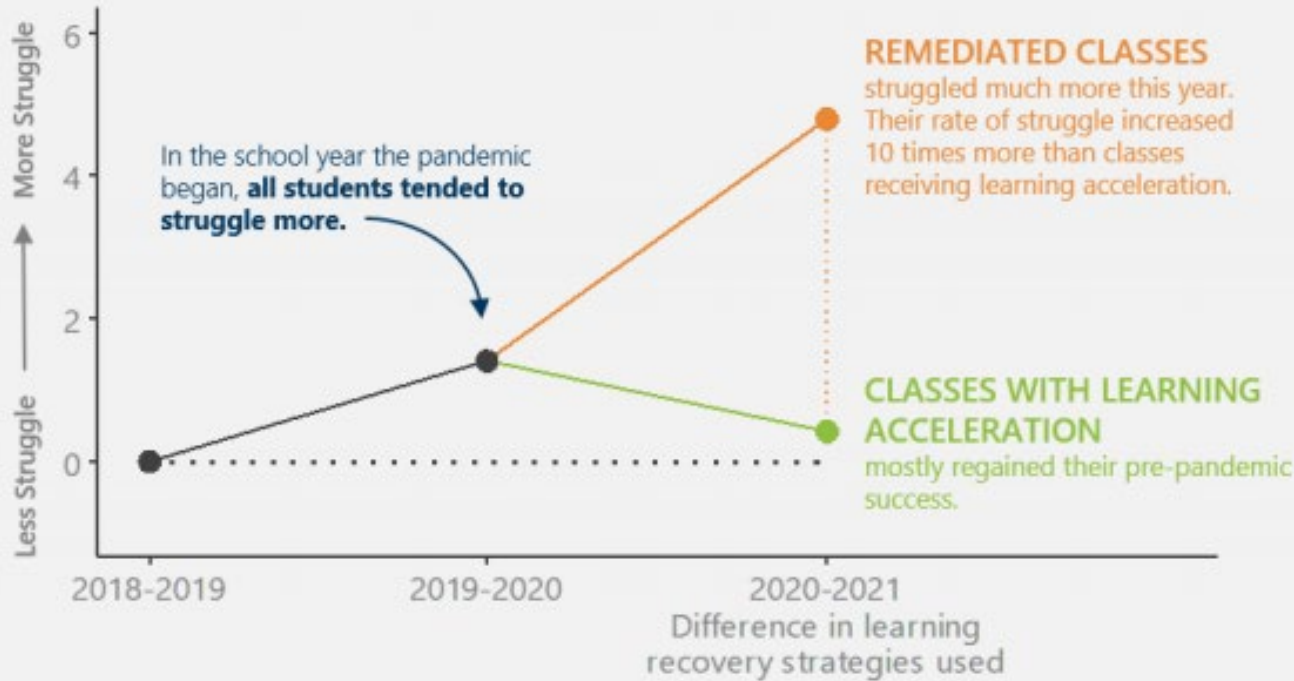 More Struggle
Less Struggle
6
4
2
0
In the school year the pandemic
began, all students tended to
struggle more.
REMEDIATED CLASSES
struggled much more this year.
Their rate of struggle increased
10 times more than classes
receiving learning acceleration.
CLASSES WITH LEARNING
ACCELERATION
mostly regained their pre-pandemic
success.
2018-2019
2019-2020
2020-2021
Difference in learning
recovery strategies used